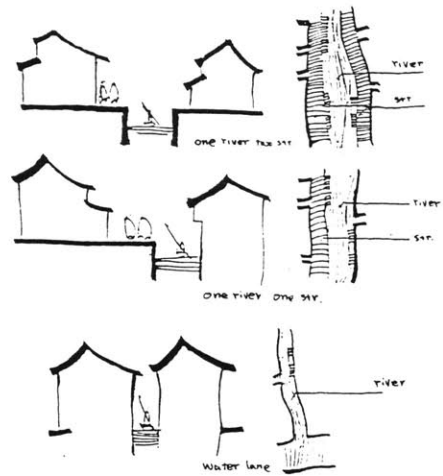 river
str
one river two str
river
str.
one river one str.
river
water lane